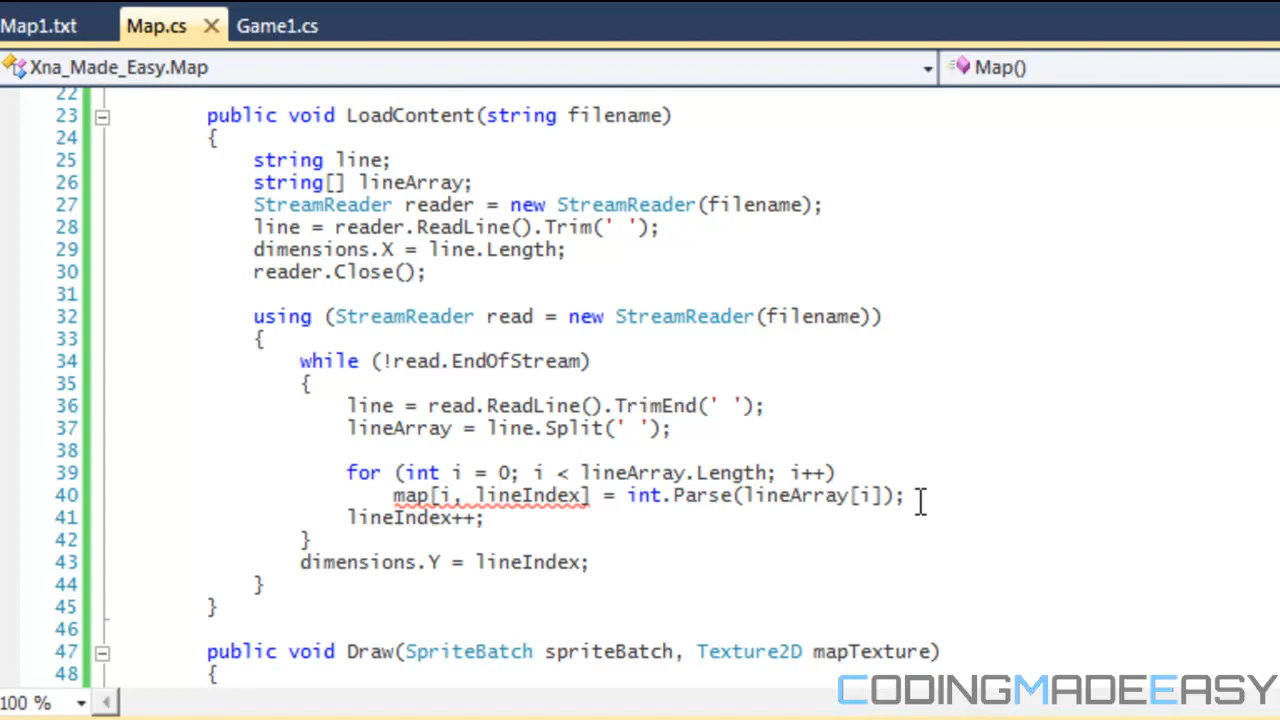 Map1.txt Map.cs Game1.cs
Xna_Made_Easy.Map Map()
22
23 public void LoadContent(string filename)
24 {
25 string line;
26 string[] lineArray;
27 StreamReader reader = new StreamReader(filename);
28 line = reader.ReadLine().Trim(' ');
29 dimensions.X = line.Length;
30 reader.Close();
31
32 using (StreamReader read = new StreamReader(filename))
33 {
34 while (!read.EndOfStream)
35 {
36 line = read.ReadLine().TrimEnd(' ');
37 lineArray = line.Split(' ');
38
39 for (int i = 0; i < lineArray.Length; i++)
40 map[i, lineIndex] = int.Parse(lineArray[i]);
41 lineIndex++;
42 }
43 dimensions.Y = lineIndex;
44 }
45 }
46
47 public void Draw(SpriteBatch spriteBatch, Texture2D mapTexture)
48 {
100 %
CODINGMADEEASY